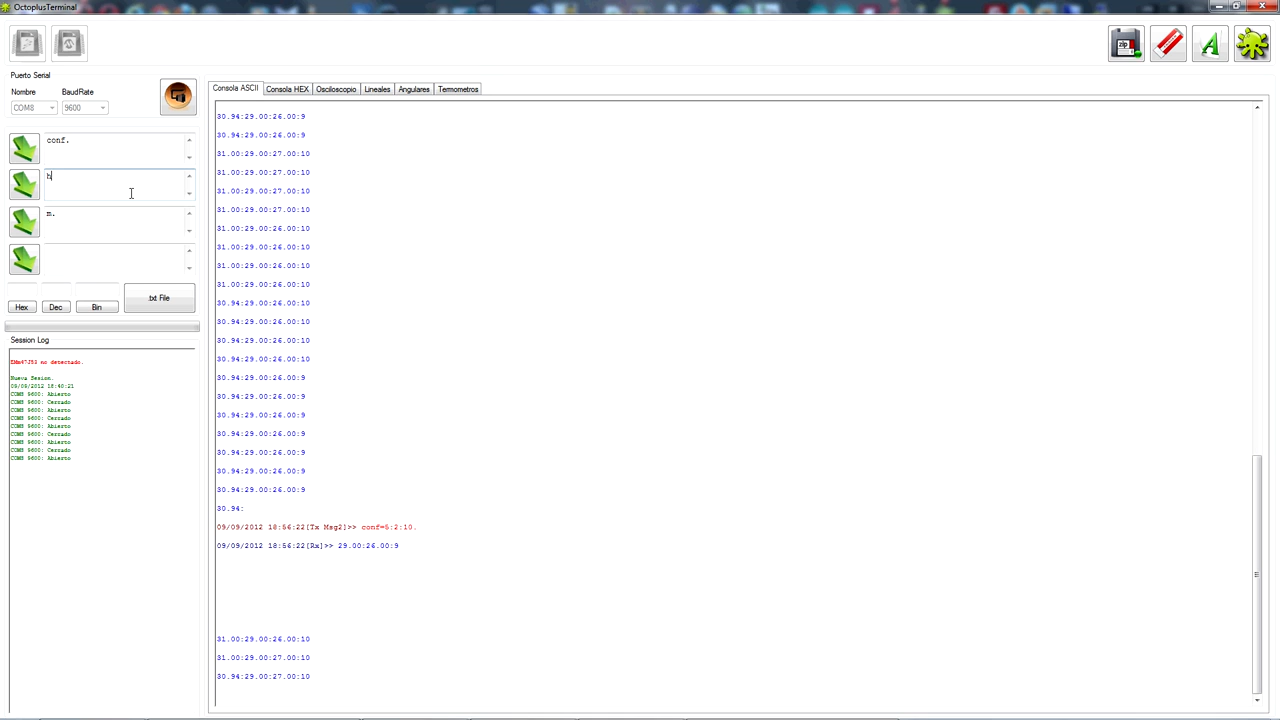 OctoplusTerminal
Puerto Serial
Nombre
BaudRate
COM8
9600
conf.
b
m.
Hex
Dec
Bin
.txt File
Session Log
EMm47J53 no detectado.
Nueva Sesion.
09/09/2012 18:40:21
COM8 9600: Abierto
COM8 9600: Cerrado
COM8 9600: Abierto
COM8 9600: Cerrado
COM8 9600: Abierto
COM8 9600: Cerrado
COM8 9600: Abierto
COM8 9600: Cerrado
COM8 9600: Abierto
zip
A
Consola ASCII
Consola HEX
Osciloscopio
Lineales
Angulares
Termometros
30.94:29.00:26.00:9
30.94:29.00:26.00:9
31.00:29.00:27.00:10
31.00:29.00:27.00:10
31.00:29.00:27.00:10
31.00:29.00:27.00:10
31.00:29.00:26.00:10
31.00:29.00:26.00:10
31.00:29.00:26.00:10
31.00:29.00:26.00:10
30.94:29.00:26.00:10
30.94:29.00:26.00:10
30.94:29.00:26.00:10
30.94:29.00:26.00:10
30.94:29.00:26.00:9
30.94:29.00:26.00:9
30.94:29.00:26.00:9
30.94:29.00:26.00:9
30.94:29.00:26.00:9
30.94:29.00:26.00:9
30.94:29.00:26.00:9
30.94:
09/09/2012 18:56:22[Tx Msg2]>> conf=5:2:10.
09/09/2012 18:56:22[Rx]>> 29.00:26.00:9
31.00:29.00:26.00:10
31.00:29.00:27.00:10
30.94:29.00:27.00:10